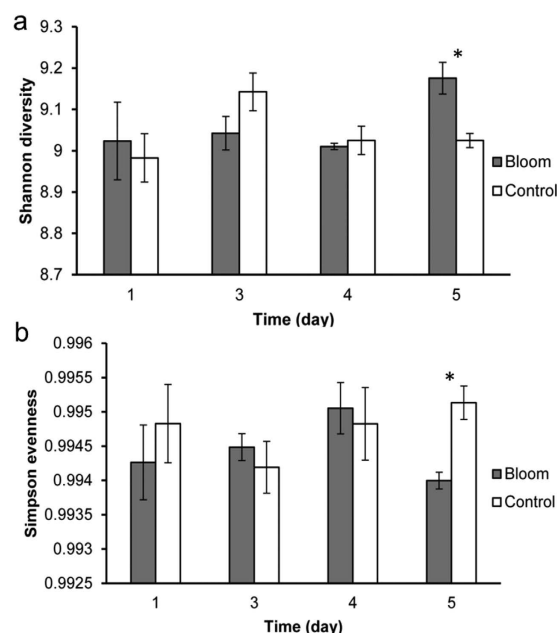 a
Shannon diversity
9.3
9.2
9.1
9
8.9
8.8
8.7
*
Bloom
Control
1 3 4 5
Time (day)
b
Simpson evenness
0.996
0.9955
0.995
0.9945
0.994
0.9935
0.993
0.9925
*
Bloom
Control
1 3 4 5
Time (day)